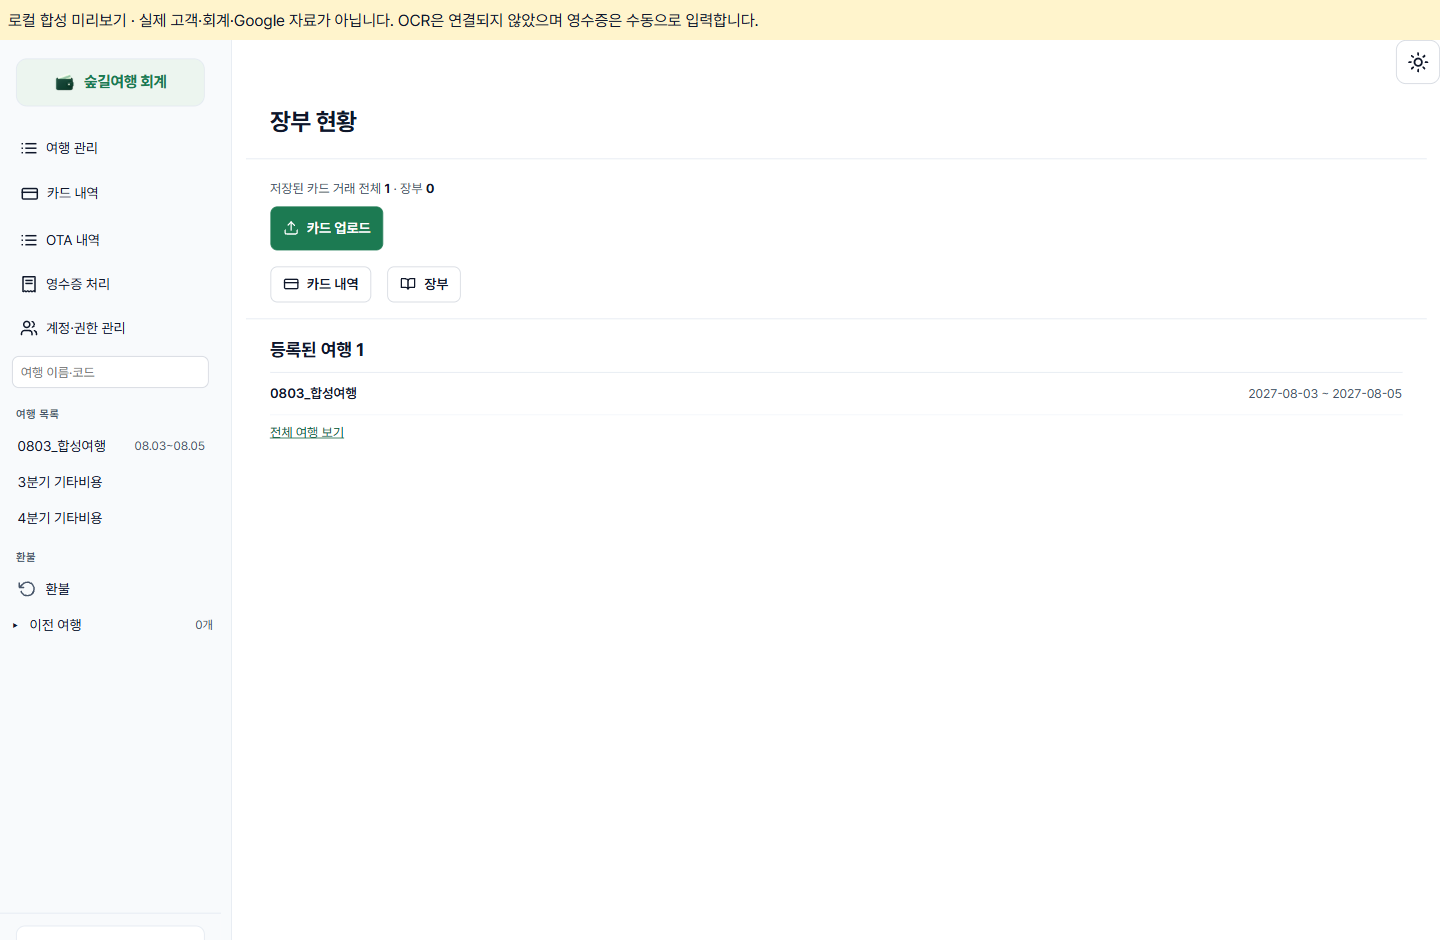 로컬 합성 미리보기 · 실제 고객·회계·Google 자료가 아닙니다. OCR은 연결되지 않았으며 영수증은 수동으로 입력합니다.
숲길여행 회계
여행 관리
카드 내역
OTA 내역
영수증 처리
계정·권한 관리
여행 이름·코드
여행 목록
0803_합성여행 08.03~08.05
3분기 기타비용
4분기 기타비용
환불
환불
이전 여행 0개
장부 현황
저장된 카드 거래 전체 1 · 장부 0
카드 업로드
카드 내역 장부
등록된 여행 1
0803_합성여행 2027-08-03 ~ 2027-08-05
전체 여행 보기